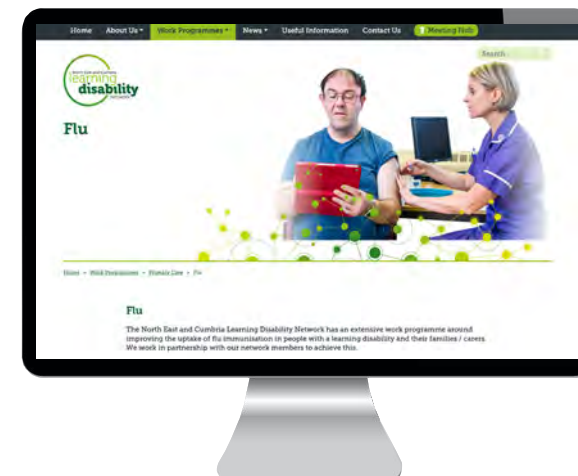 Home About Us Work Programmes News Useful Information Contact Us Meeting Hub
Search
learning
disability
NETWORK
Flu
Home • Work Programmes • Primary Care • Flu
Flu
The North East and Cumbria Learning Disability Network has an extensive work programme around
improving the uptake of flu immunisation in people with a learning disability and their families / carers.
We work in partnership with our network members to achieve this.